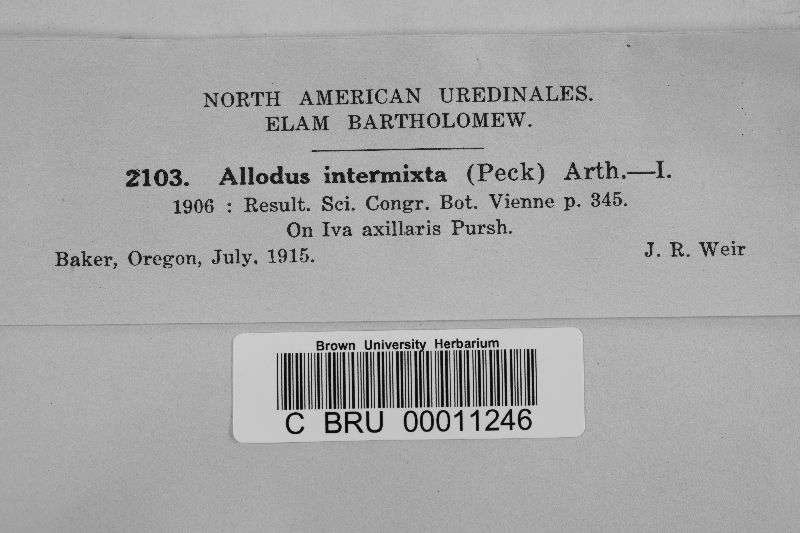 NORTH AMERICAN UREDINALES.
ELAM BARTHOLOMEW.
2103. Allodus intermixta (Peck) Arth.—I.
1906 : Result. Sci. Congr. Bot. Vienne p. 345.
On Iva axillaris Pursh.
Baker, Oregon, July, 1915. J. R. Weir
Brown University Herbarium
C BRU 00011246